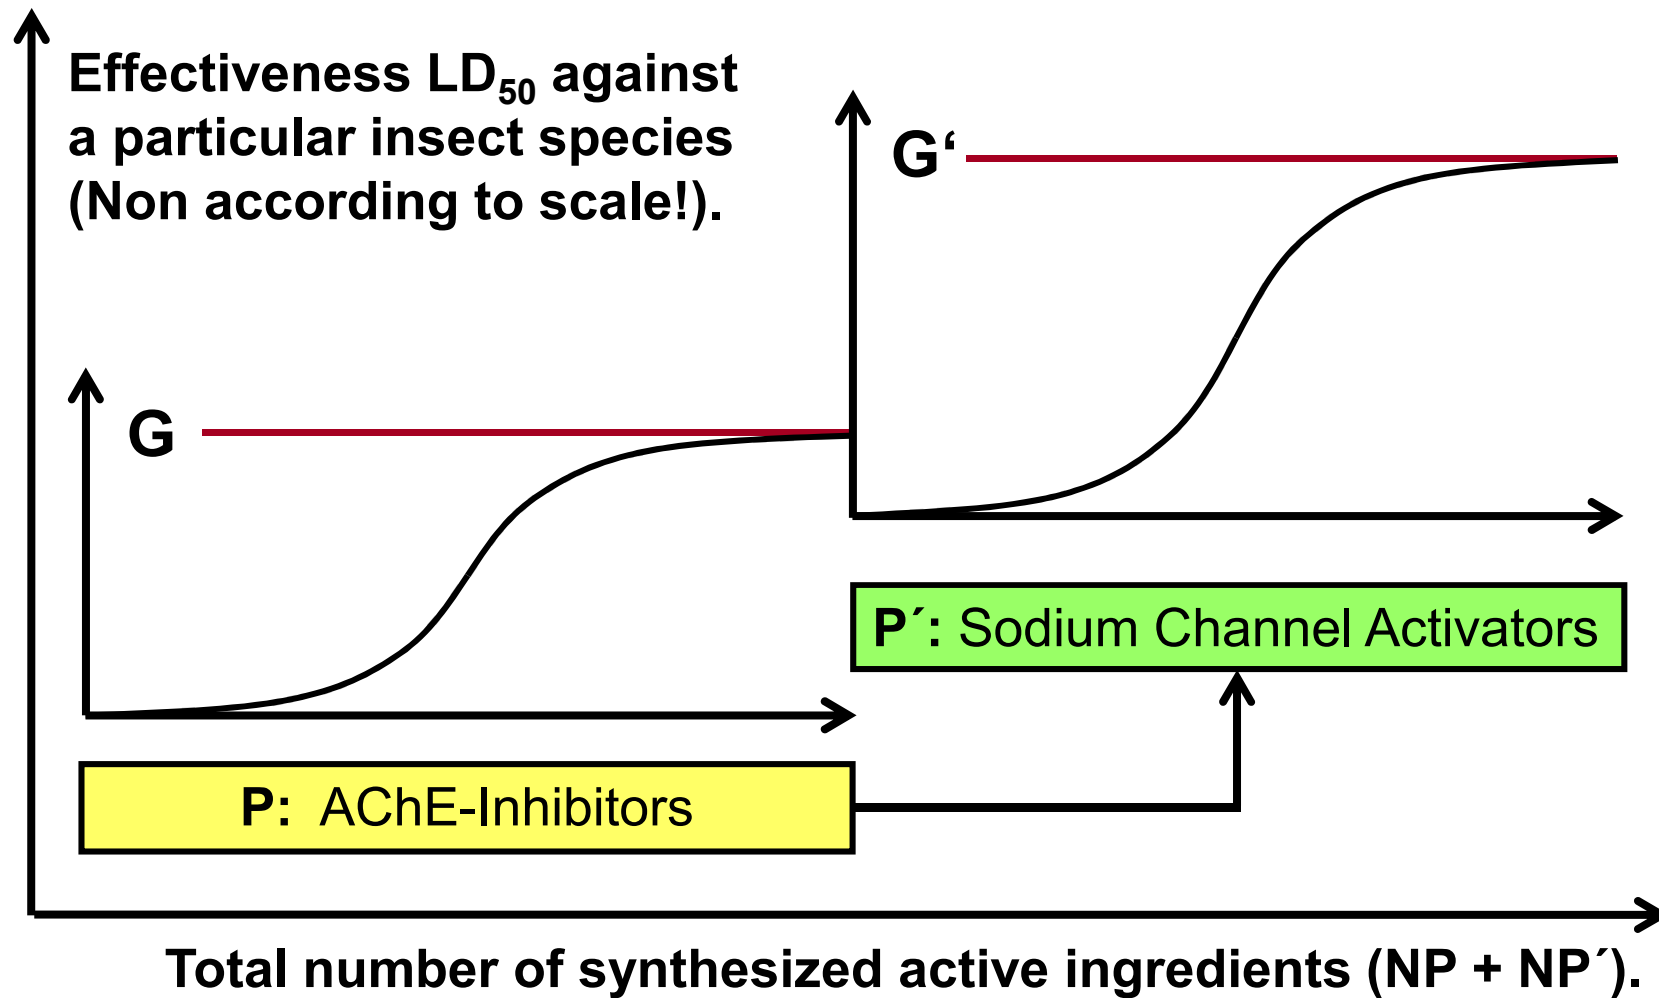 Effectiveness LD50 against
a particular insect species
(Non according to scale!).
G‘
G
P´: Sodium Channel Activators
P: AChE-Inhibitors
Total number of synthesized active ingredients (NP + NP´).